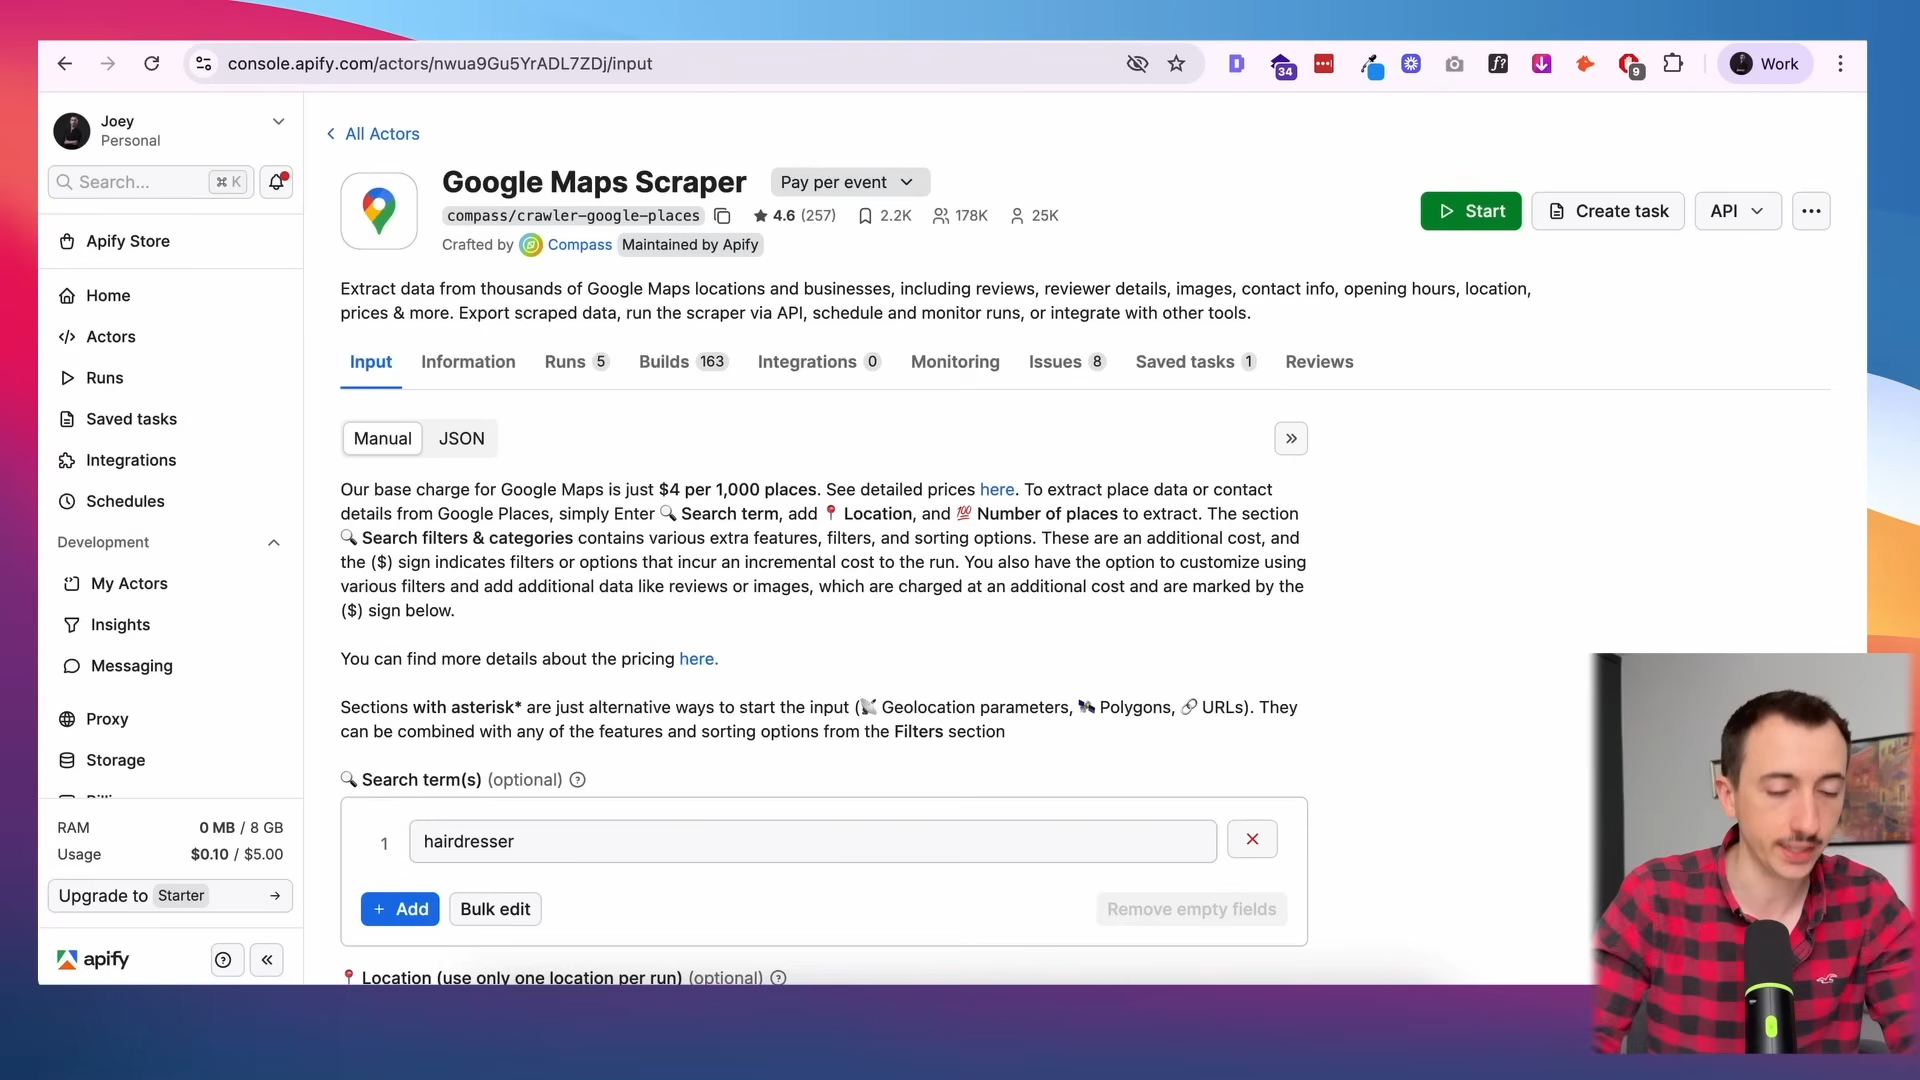 console.apify.com/actors/nwua9Gu5YrADL7ZDj/input
34
9
Work
Joey
Personal
Search...
⌘ K
Apify Store
Home
Actors
Runs
Saved tasks
Integrations
Schedules
Development
My Actors
Insights
Messaging
Proxy
Storage
RAM 0 MB / 8 GB
Usage $0.10 / $5.00
Upgrade to Starter
apify
All Actors
Google Maps Scraper
Pay per event
compass/crawler-google-places
4.6 (257)
2.2K
178K
25K
Crafted by Compass Maintained by Apify
Start
Create task
API
Extract data from thousands of Google Maps locations and businesses, including reviews, reviewer details, images, contact info, opening hours, location,
prices & more. Export scraped data, run the scraper via API, schedule and monitor runs, or integrate with other tools.
Input
Information
Runs 5
Builds 163
Integrations 0
Monitoring
Issues 8
Saved tasks 1
Reviews
Manual
JSON
Our base charge for Google Maps is just $4 per 1,000 places. See detailed prices here. To extract place data or contact
details from Google Places, simply Enter 🔍 Search term, add 📍 Location, and 💯 Number of places to extract. The section
🔍 Search filters & categories contains various extra features, filters, and sorting options. These are an additional cost, and
the ($) sign indicates filters or options that incur an incremental cost to the run. You also have the option to customize using
various filters and add additional data like reviews or images, which are charged at an additional cost and are marked by the
($) sign below.
You can find more details about the pricing here.
Sections with asterisk* are just alternative ways to start the input (📡 Geolocation parameters, 🛰 Polygons, 🔗 URLs). They
can be combined with any of the features and sorting options from the Filters section
🔍 Search term(s) (optional)
1
hairdresser
+ Add
Bulk edit
Remove empty fields
📍 Location (use only one location per run) (optional)